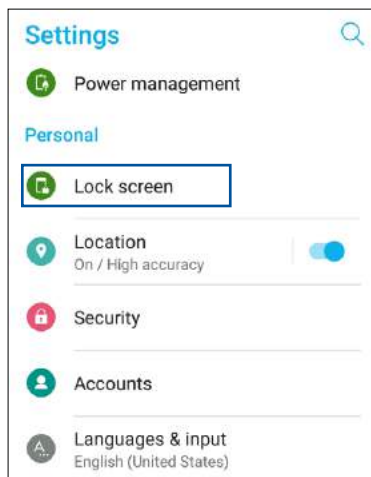 Settings
Power management
Personal
Lock screen
Location
On / High accuracy
Security
Accounts
A...
Languages & input
English (United States)